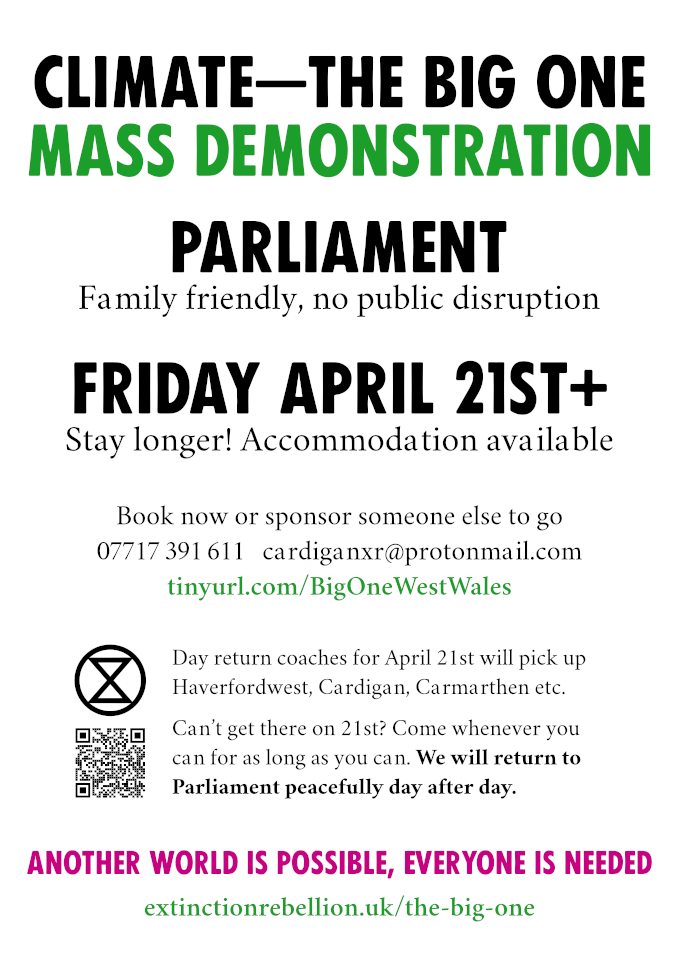 CLIMATE—THE BIG ONE
MASS DEMONSTRATION
PARLIAMENT
Family friendly, no public disruption
FRIDAY APRIL 21ST+
Stay longer! Accommodation available
Book now or sponsor someone else to go
07717 391 611 cardiganxr@protonmail.com
tinyurl.com/BigOneWestWales
Day return coaches for April 21st will pick up
Haverfordwest, Cardigan, Carmarthen etc.
Can’t get there on 21st? Come whenever you
can for as long as you can. We will return to
Parliament peacefully day after day.
ANOTHER WORLD IS POSSIBLE, EVERYONE IS NEEDED
extinctionrebellion.uk/the-big-one